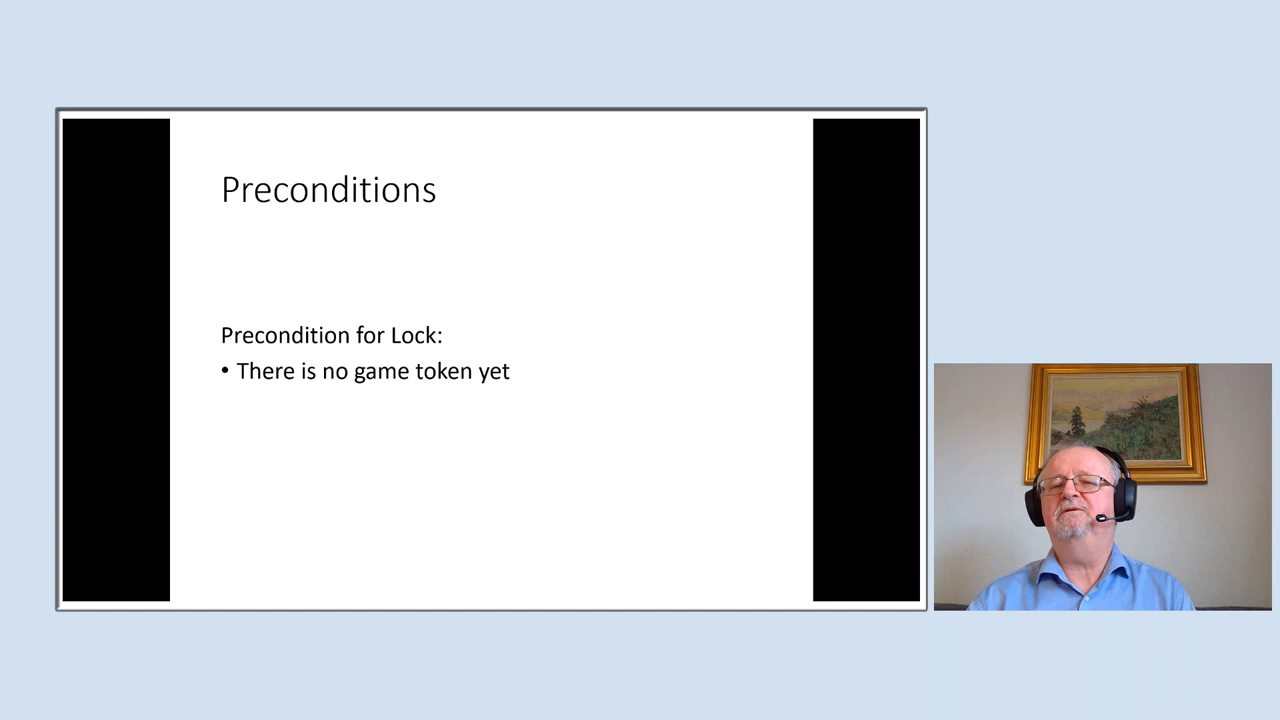 Preconditions
Precondition for Lock:
• There is no game token yet